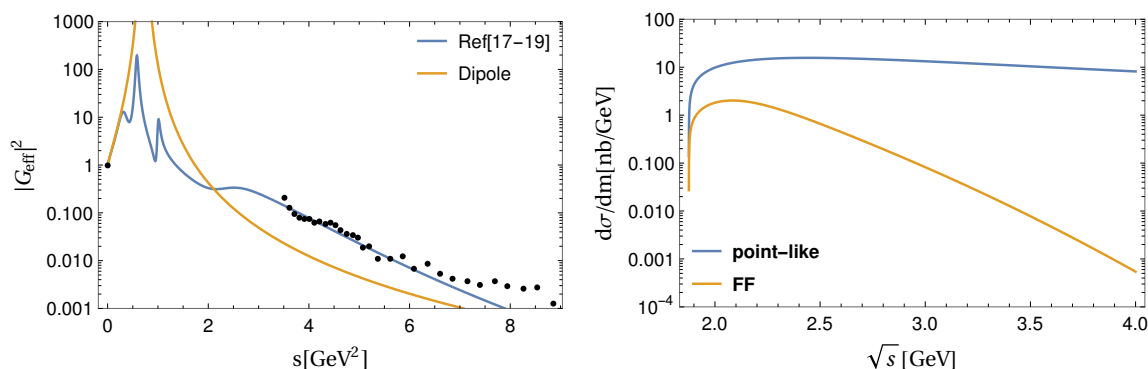 1000
100
10
1
0.100
0.010
0.001
|G_eff|²
0 2 4 6 8
s[GeV²]
Ref[17−19]
Dipole
100
10
1
0.100
0.010
0.001
10⁻⁴
dσ/dm[nb/GeV]
2.0 2.5 3.0 3.5 4.0
√s [GeV]
point−like
FF